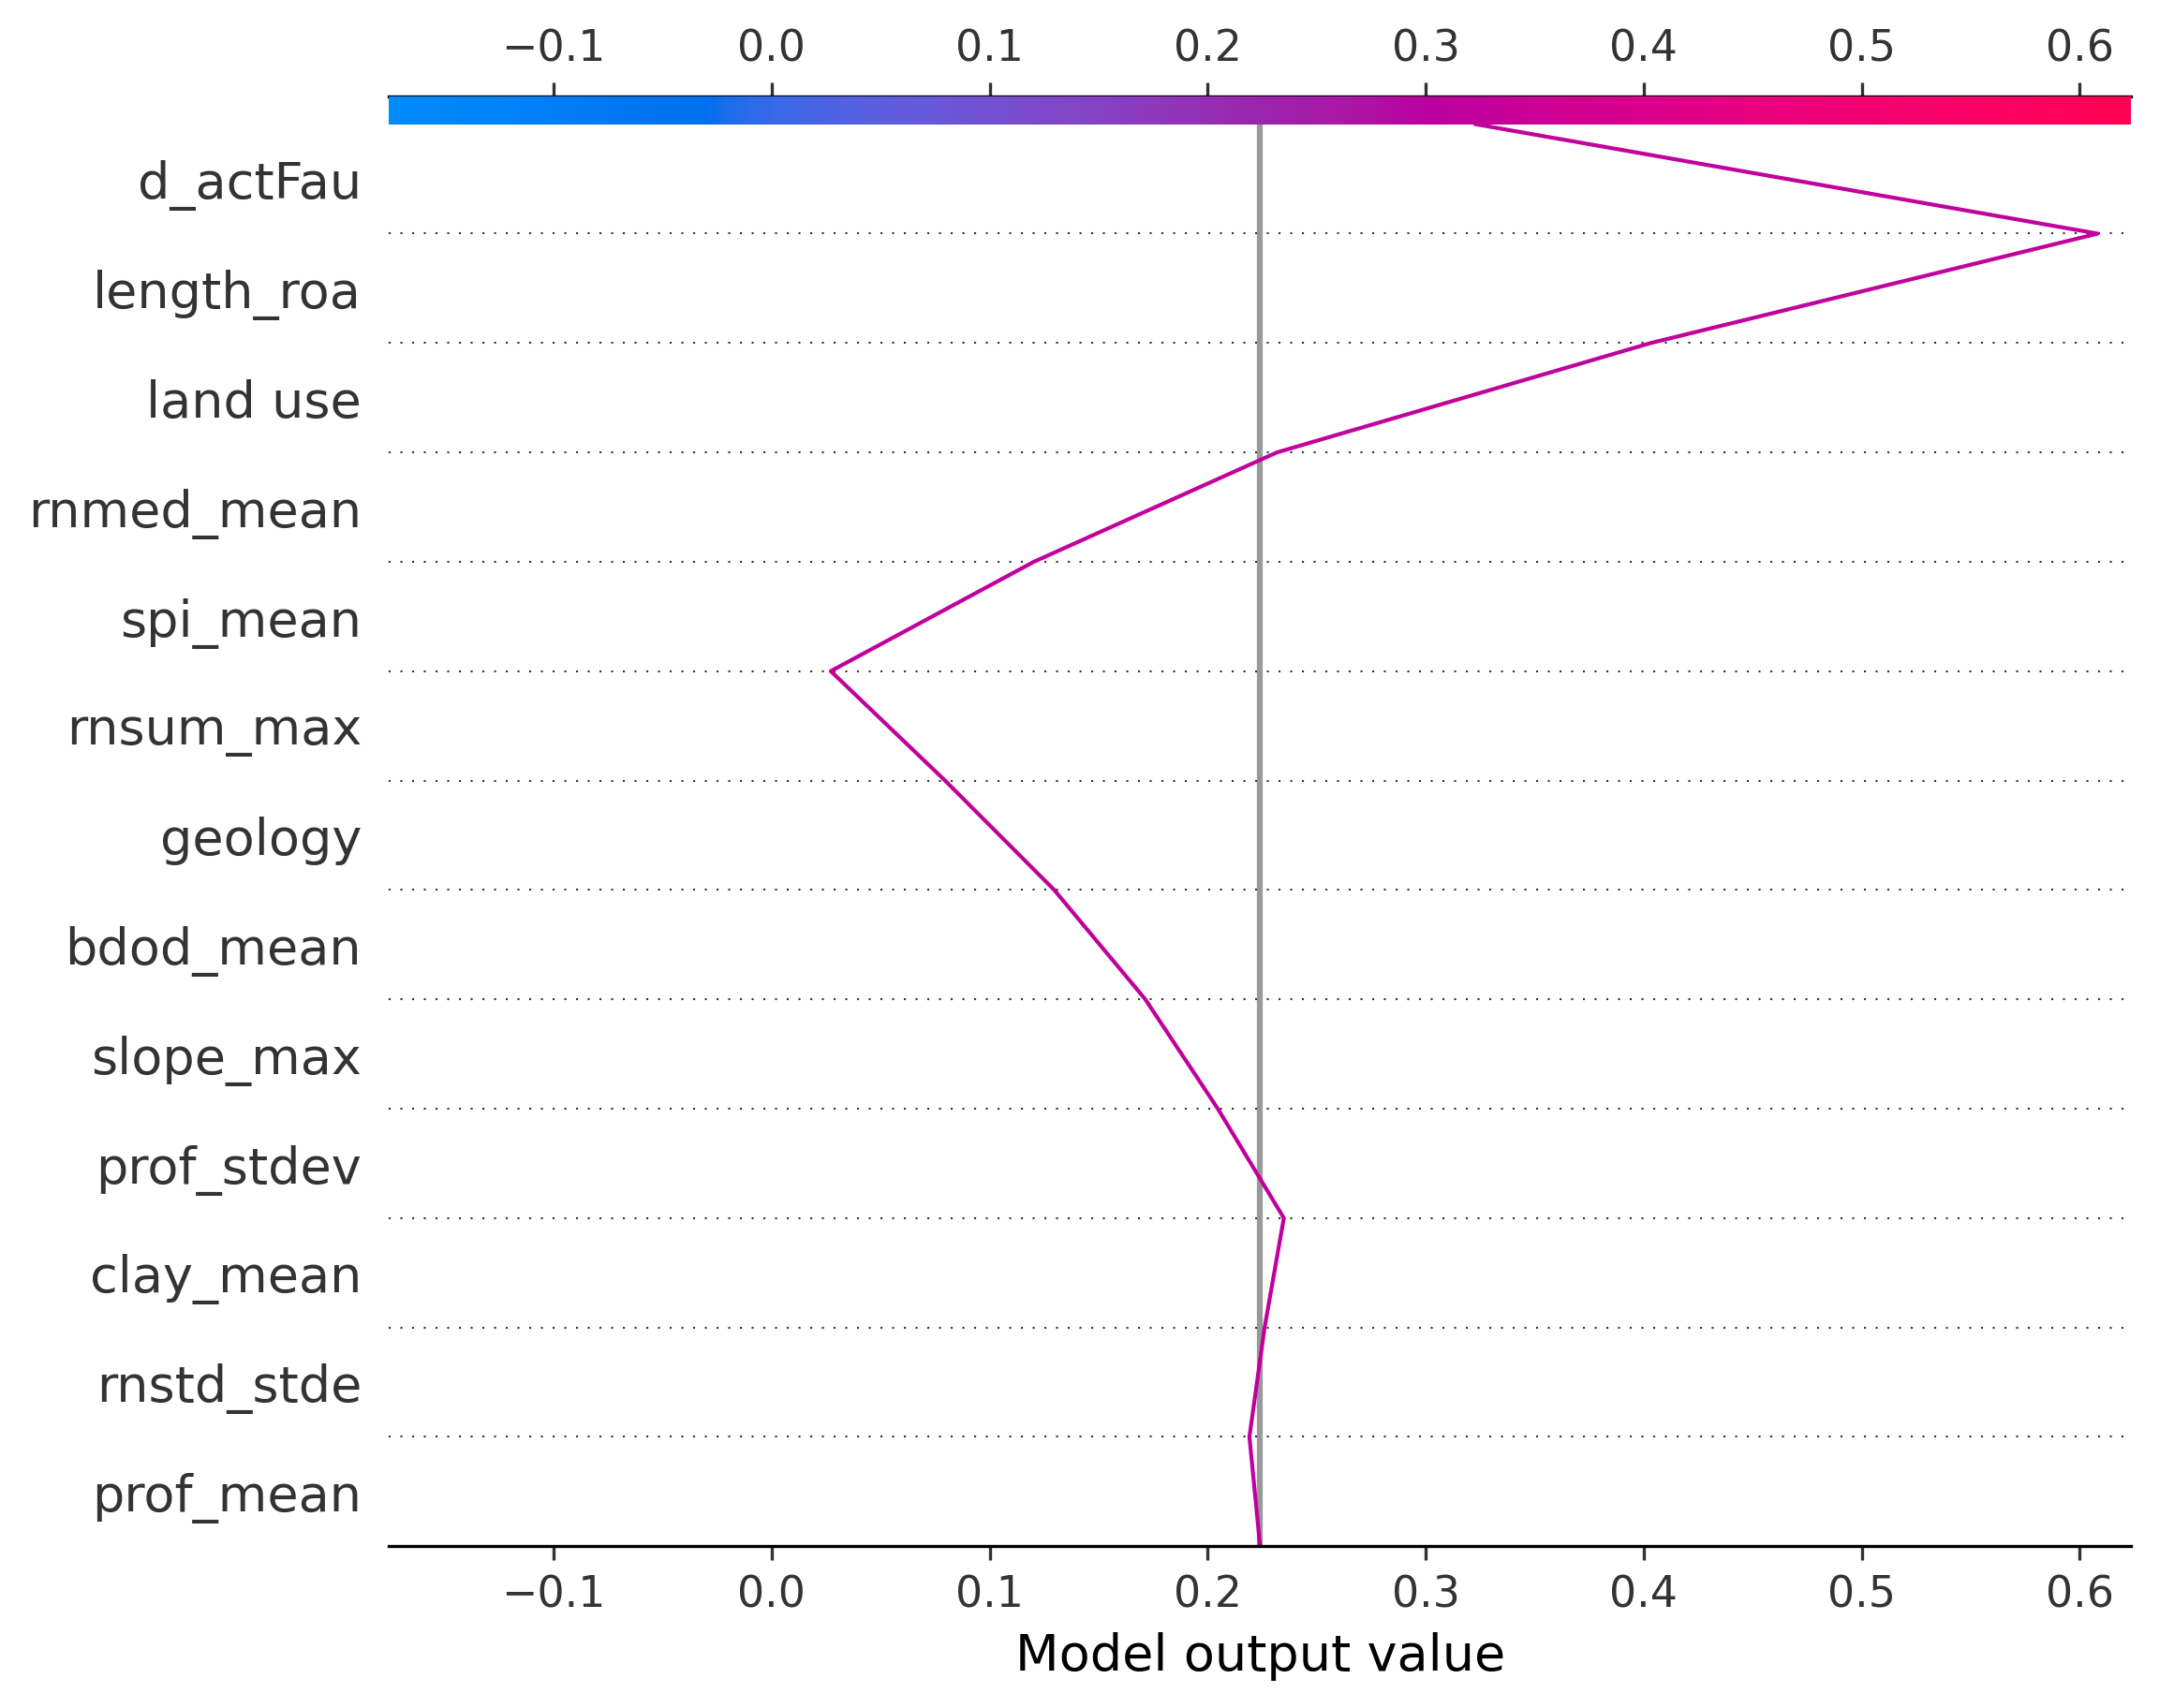 −0.1 0.0 0.1 0.2 0.3 0.4 0.5 0.6
d_actFau
length_roa
land use
rnmed_mean
spi_mean
rnsum_max
geology
bdod_mean
slope_max
prof_stdev
clay_mean
rnstd_stde
prof_mean
−0.1 0.0 0.1 0.2 0.3 0.4 0.5 0.6
Model output value